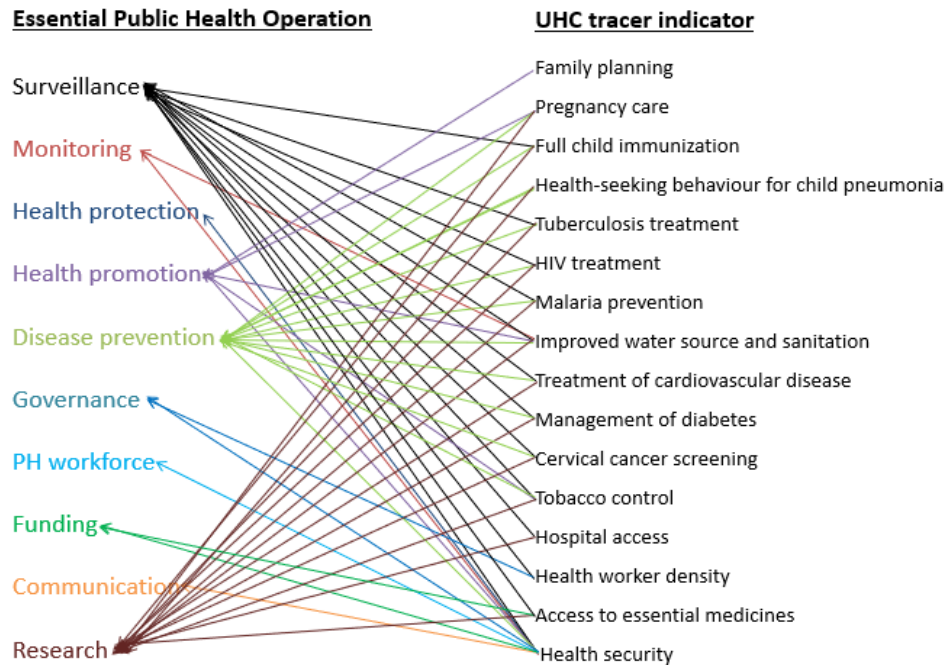 Essential Public Health Operation
Surveillance
Monitoring
Health protection
Health promotion
Disease prevention
Governance
PH workforce
Funding
Communication
Research
UHC tracer indicator
Family planning
Pregnancy care
Full child immunization
Health-seeking behaviour for child pneumonia
Tuberculosis treatment
HIV treatment
Malaria prevention
Improved water source and sanitation
Treatment of cardiovascular disease
Management of diabetes
Cervical cancer screening
Tobacco control
Hospital access
Health worker density
Access to essential medicines
Health security